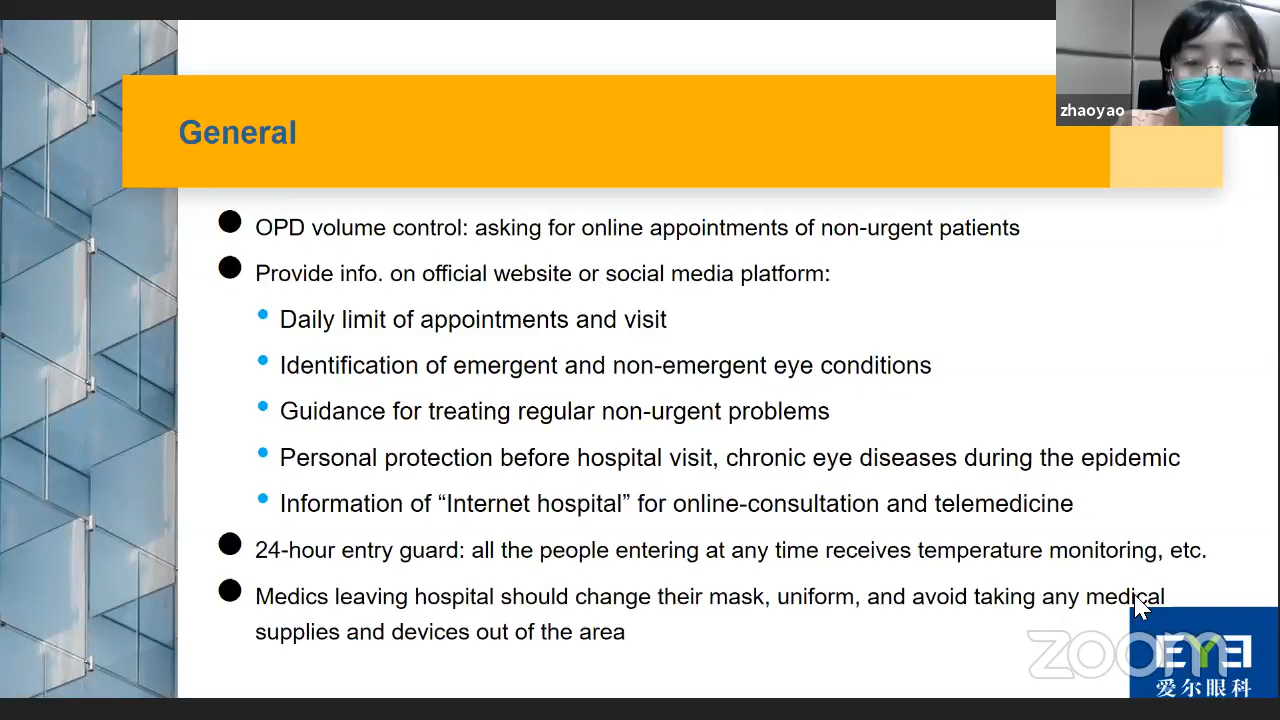 zhaoyao
General
OPD volume control: asking for online appointments of non-urgent patients
Provide info. on official website or social media platform:
Daily limit of appointments and visit
Identification of emergent and non-emergent eye conditions
Guidance for treating regular non-urgent problems
Personal protection before hospital visit, chronic eye diseases during the epidemic
Information of “Internet hospital” for online-consultation and telemedicine
24-hour entry guard: all the people entering at any time receives temperature monitoring, etc.
Medics leaving hospital should change their mask, uniform, and avoid taking any medical
supplies and devices out of the area
zoom
EYE
爱尔眼科